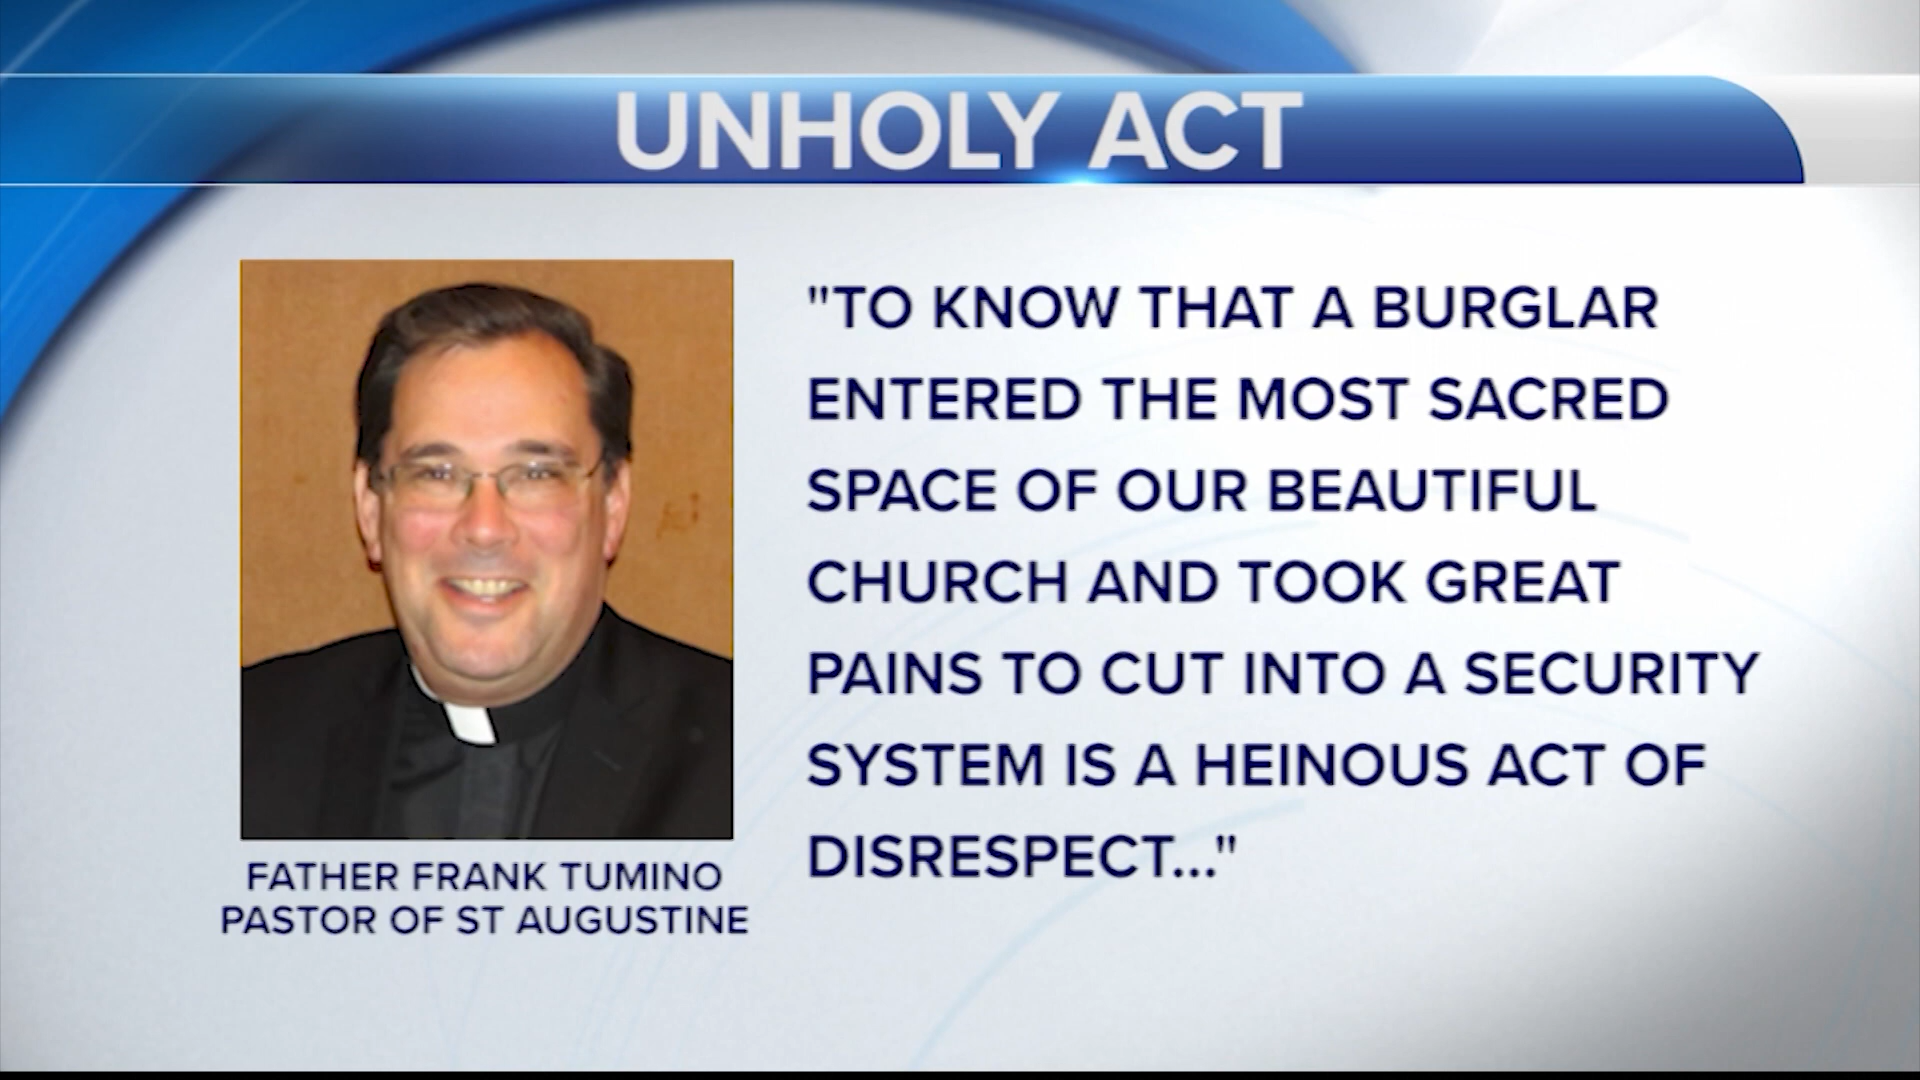 UNHOLY ACT
"TO KNOW THAT A BURGLAR
ENTERED THE MOST SACRED
SPACE OF OUR BEAUTIFUL
CHURCH AND TOOK GREAT
PAINS TO CUT INTO A SECURITY
SYSTEM IS A HEINOUS ACT OF
DISRESPECT..."
FATHER FRANK TUMINO
PASTOR OF ST AUGUSTINE